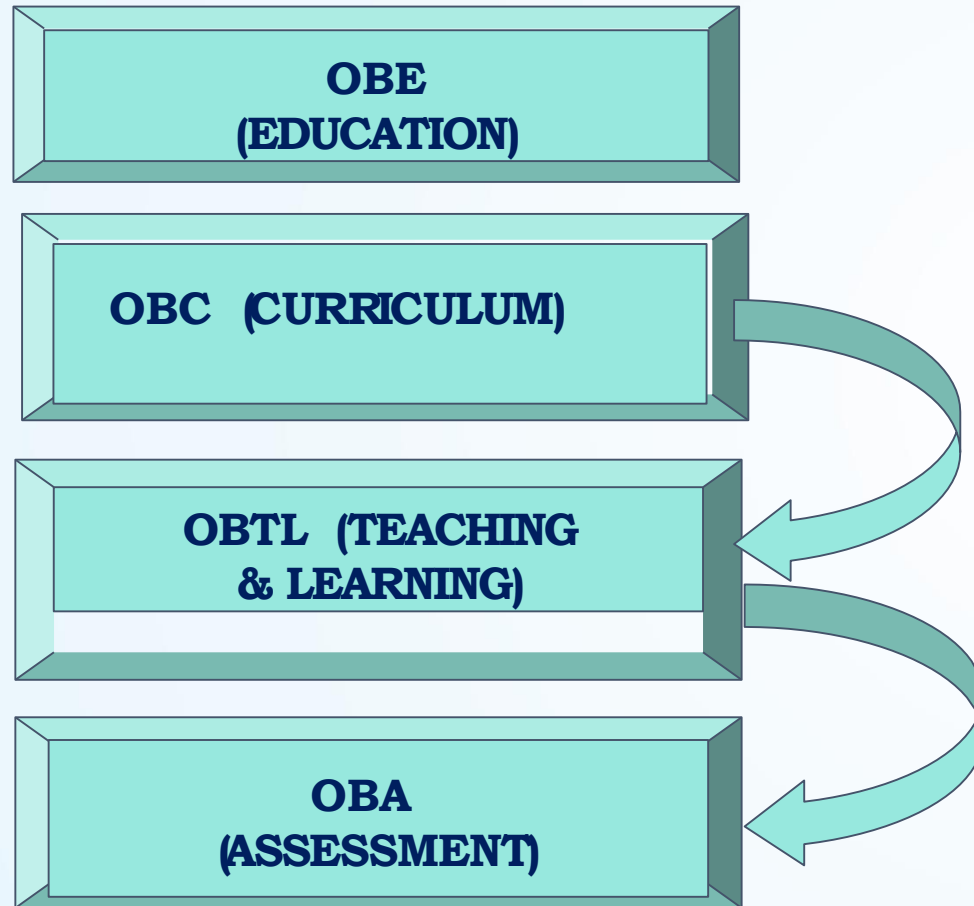 OBE
(EDUCATION)
OBC (CURRICULUM)
OBTL (TEACHING
& LEARNING)
OBA
(ASSESSMENT)